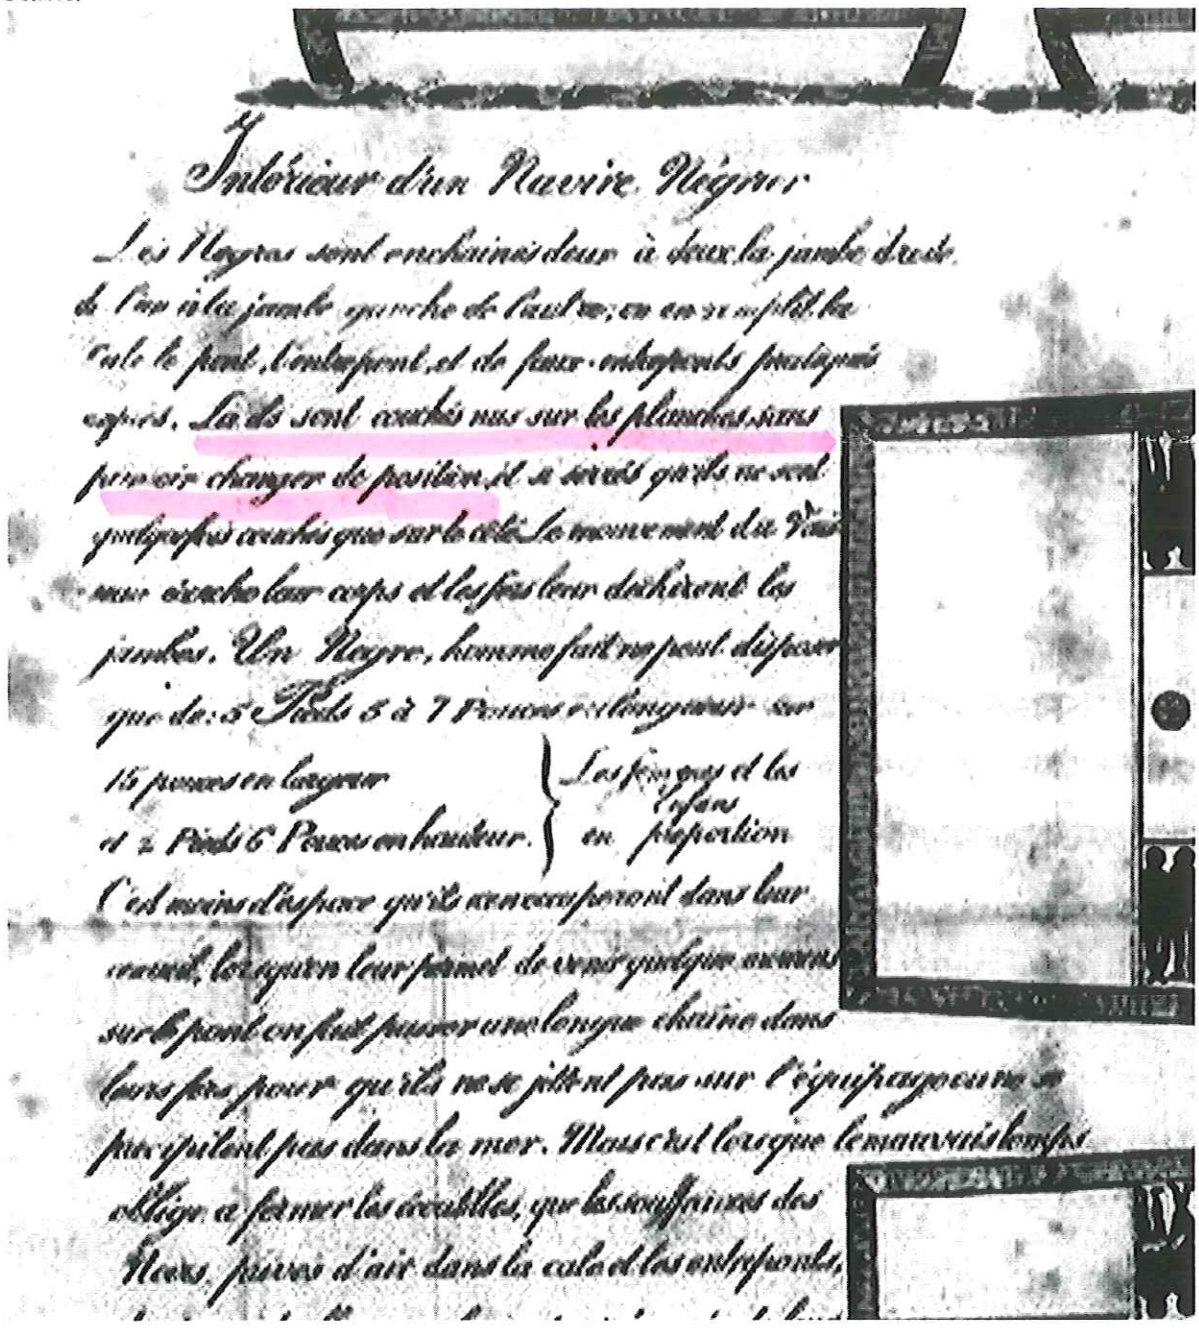 Intérieur d'un Navire Négrier
Les Negres sont enchainés deux à deux, la jambe droite
de l'un à la jambe gauche de l'autre; on en remplit la
cale le pont, l'entrepont, et de faux-entreponts pratiqués
exprès. Là ils sont couchés nus sur les planches, sans
pouvoir changer de position, et si serrés qu'ils ne sont
quelquefois couchés que sur le côté. Le mouvement du Vais-
seau écorche leur corps et les fers leur déchirent les
jambes. Un Negre, homme fait ne peut disposer
que de: 5 Pieds 5 à 7 Pouces en longueur sur
15 pouces en largeur
et 2 Pieds 6 Pouces en hauteur.
Les femmes et les
Enfans
en proportion
C'est moins d'espace qu'ils n'en occuperont dans leur
cercueil, lorsqu'on leur permet de venir quelque momens
sur le pont on fait passer une longue chaîne dans
leurs fers pour qu'ils ne se jettent pas sur l'équipage ou ne se
precipitent pas dans la mer. Mais c'est lorsque le mauvais temps
oblige a fermer les écoutilles, que les souffrances des
Noirs, privés d'air dans la cale et les entreponts,